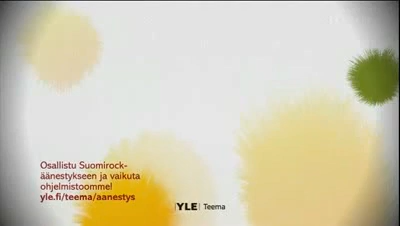 Osallistu Suomirock-
äänestykseen ja vaikuta
ohjelmistoomme!
yle.fi/teema/aanestys
YLE Teema